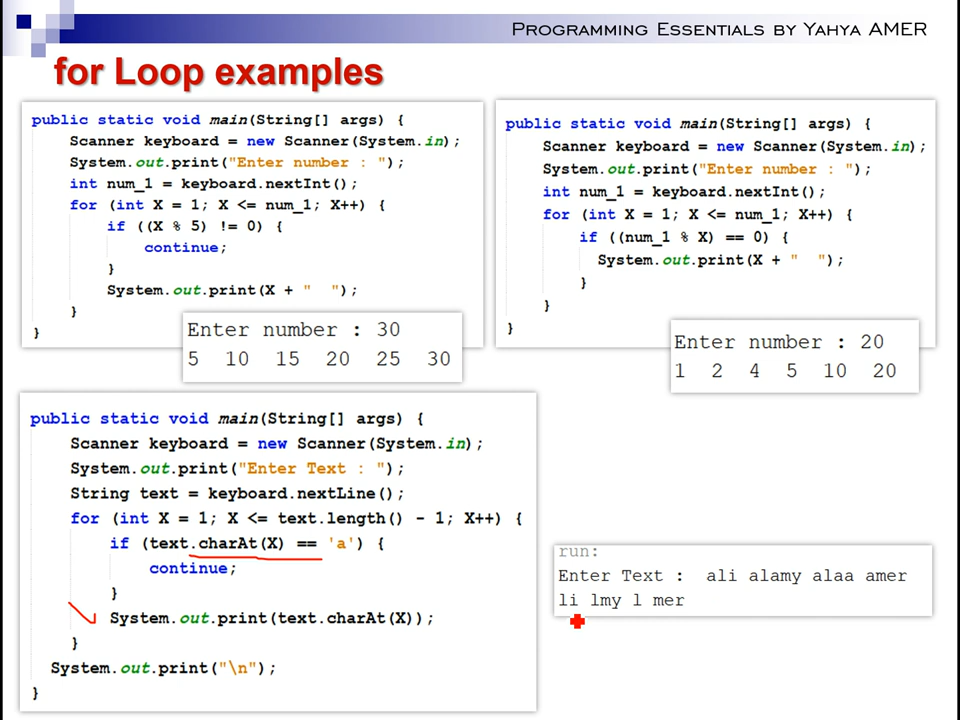 Programming Essentials by Yahya AMER
for Loop examples
public static void main(String[] args) {
Scanner keyboard = new Scanner(System.in);
System.out.print("Enter number : ");
int num_1 = keyboard.nextInt();
for (int X = 1; X <= num_1; X++) {
if ((X % 5) != 0) {
continue;
}
System.out.print(X + "  ");
}
}
Enter number : 30
5  10  15  20  25  30
public static void main(String[] args) {
Scanner keyboard = new Scanner(System.in);
System.out.print("Enter number : ");
int num_1 = keyboard.nextInt();
for (int X = 1; X <= num_1; X++) {
if ((num_1 % X) == 0) {
System.out.print(X + "  ");
}
}
}
Enter number : 20
1  2  4  5  10  20
public static void main(String[] args) {
Scanner keyboard = new Scanner(System.in);
System.out.print("Enter Text : ");
String text = keyboard.nextLine();
for (int X = 1; X <= text.length() - 1; X++) {
if (text.charAt(X) == 'a') {
continue;
}
System.out.print(text.charAt(X));
}
System.out.print("\n");
}
run:
Enter Text :  ali alamy alaa amer
li lmy l mer